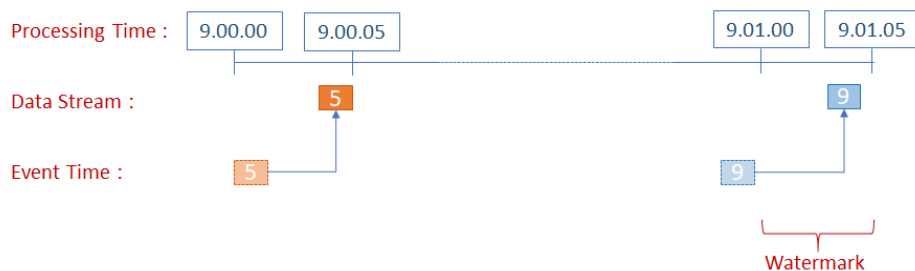 Processing Time : 9.00.00 9.00.05 9.01.00 9.01.05
Data Stream : 5 9
Event Time : 5 9
Watermark